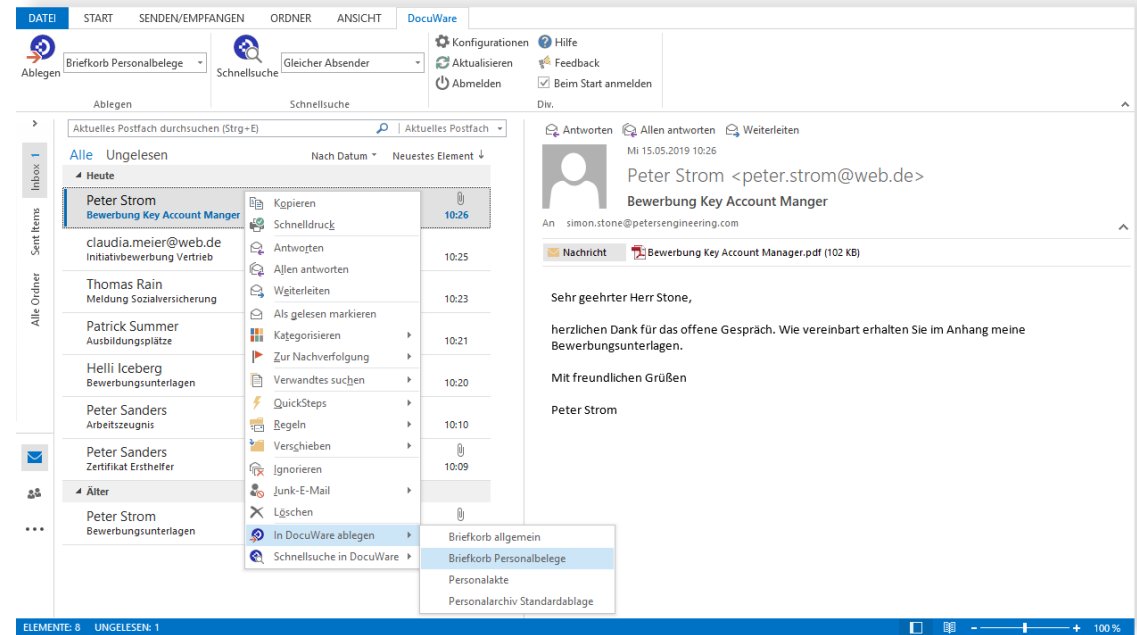 DATEI START SENDEN/EMPFANGEN ORDNER ANSICHT DocuWare
Ablegen
Briefkorb Personalbelege
Schnellsuche
Gleicher Absender
Konfigurationen
Aktualisieren
Abmelden
Hilfe
Feedback
Beim Start anmelden
Ablegen Schnellsuche Div.
Inbox 1
Sent Items
Alle Ordner
Aktuelles Postfach durchsuchen (Strg+E) Aktuelles Postfach
Alle Ungelesen Nach Datum Neuestes Element
Heute
Peter Strom
Bewerbung Key Account Manger 10:26
claudia.meier@web.de
Initiativbewerbung Vertrieb 10:25
Thomas Rain
Meldung Sozialversicherung 10:23
Patrick Summer
Ausbildungsplätze 10:21
Helli Iceberg
Bewerbungsunterlagen 10:20
Peter Sanders
Arbeitszeugnis 10:10
Peter Sanders
Zertifikat Ersthelfer 10:09
Älter
Peter Strom
Bewerbungsunterlagen
Kopieren
Schnelldruck
Antworten
Allen antworten
Weiterleiten
Als gelesen markieren
Kategorisieren
Zur Nachverfolgung
Verwandtes suchen
QuickSteps
Regeln
Verschieben
Ignorieren
Junk-E-Mail
Löschen
In DocuWare ablegen
Schnellsuche in DocuWare
Briefkorb allgemein
Briefkorb Personalbelege
Personalakte
Personalarchiv Standardablage
Antworten Allen antworten Weiterleiten
Mi 15.05.2019 10:26
Peter Strom <peter.strom@web.de>
Bewerbung Key Account Manger
An simon.stone@petersengineering.com
Nachricht Bewerbung Key Account Manager.pdf (102 KB)
Sehr geehrter Herr Stone,
herzlichen Dank für das offene Gespräch. Wie vereinbart erhalten Sie im Anhang meine
Bewerbungsunterlagen.
Mit freundlichen Grüßen
Peter Strom
ELEMENTE: 8 UNGELESEN: 1 100 %